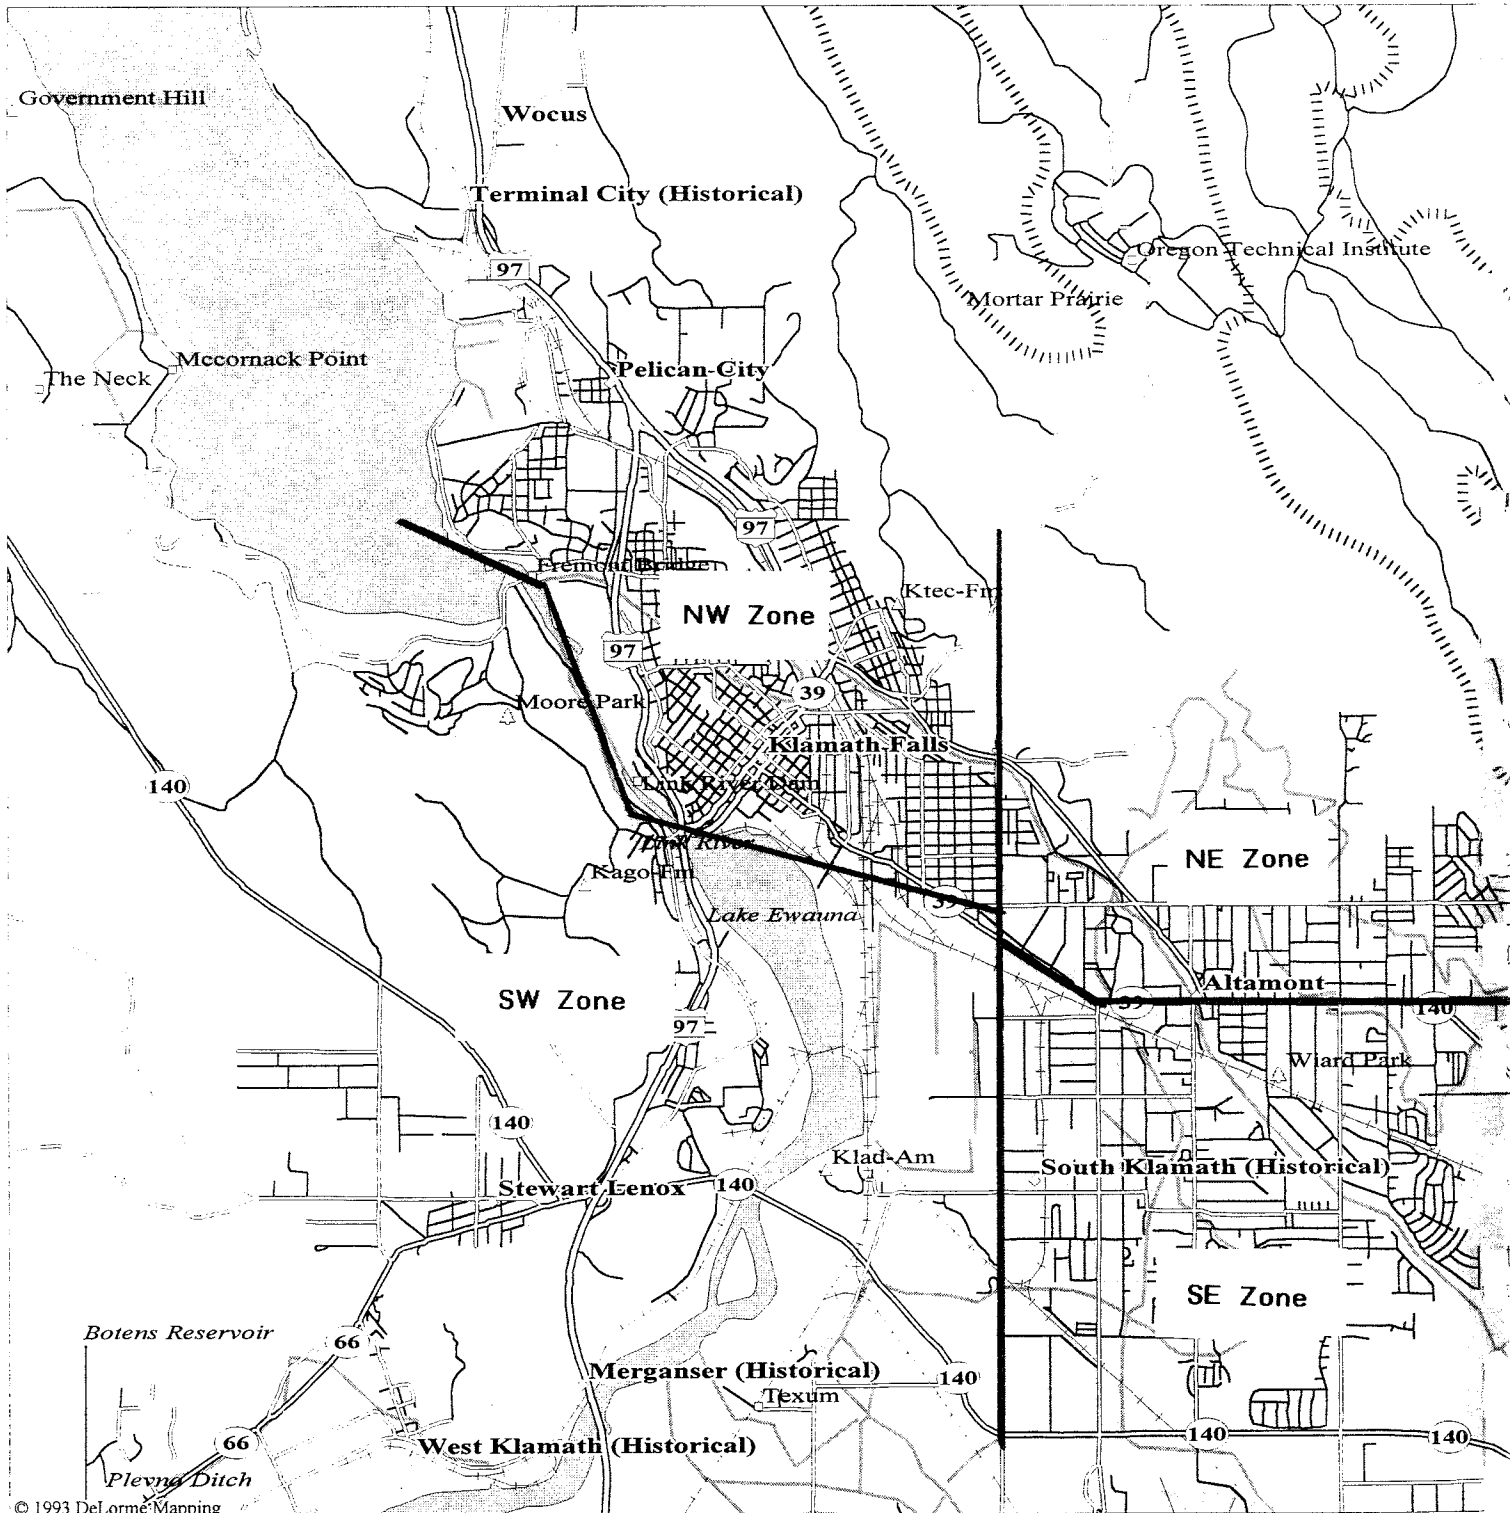 Government Hill
Wocus
Terminal City (Historical)
Oregon Technical Institute
97
Mortar Prairie
Mccornack Point
The Neck
Pelican City
97
Fremont Bridge
Ktec-Fm
NW Zone
97
39
Moore Park
Klamath Falls
140
Link River Dam
Link River
NE Zone
Kago-Fm
39
Lake Ewauna
Altamont
SW Zone
39
140
97
Wiard Park
140
Klad-Am
South Klamath (Historical)
Stewart Lenox
140
SE Zone
Botens Reservoir
66
Merganser (Historical)
140
Texum
66
West Klamath (Historical)
140
140
Plevna Ditch
© 1993 DeLorme Mapping